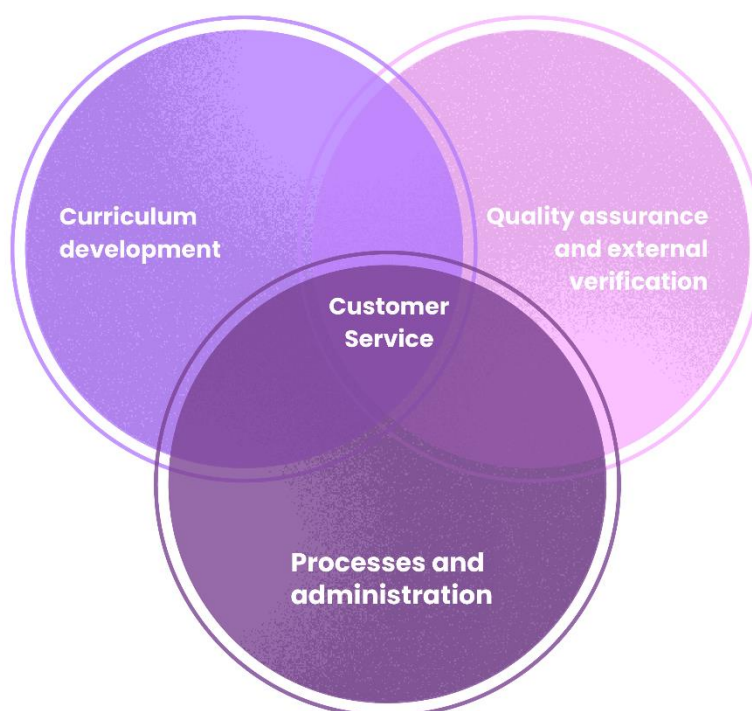 Curriculum
development
Quality assurance
and external
verification
Customer
Service
Processes and
administration